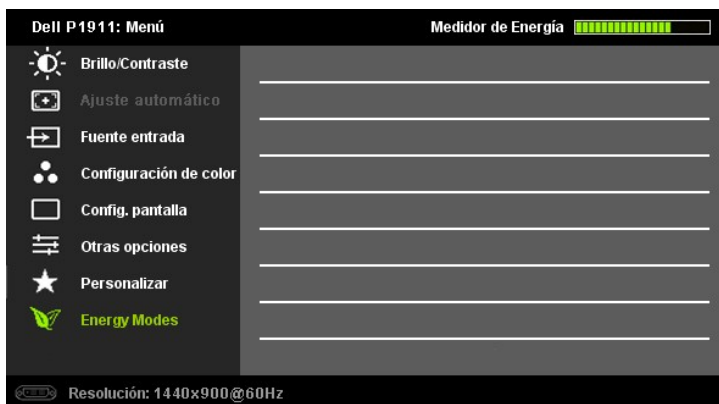 Dell P1911: Menú Medidor de Energía
Brillo/Contraste
Ajuste automático
Fuente entrada
Configuración de color
Config. pantalla
Otras opciones
Personalizar
Energy Modes
Resolución: 1440x900@60Hz